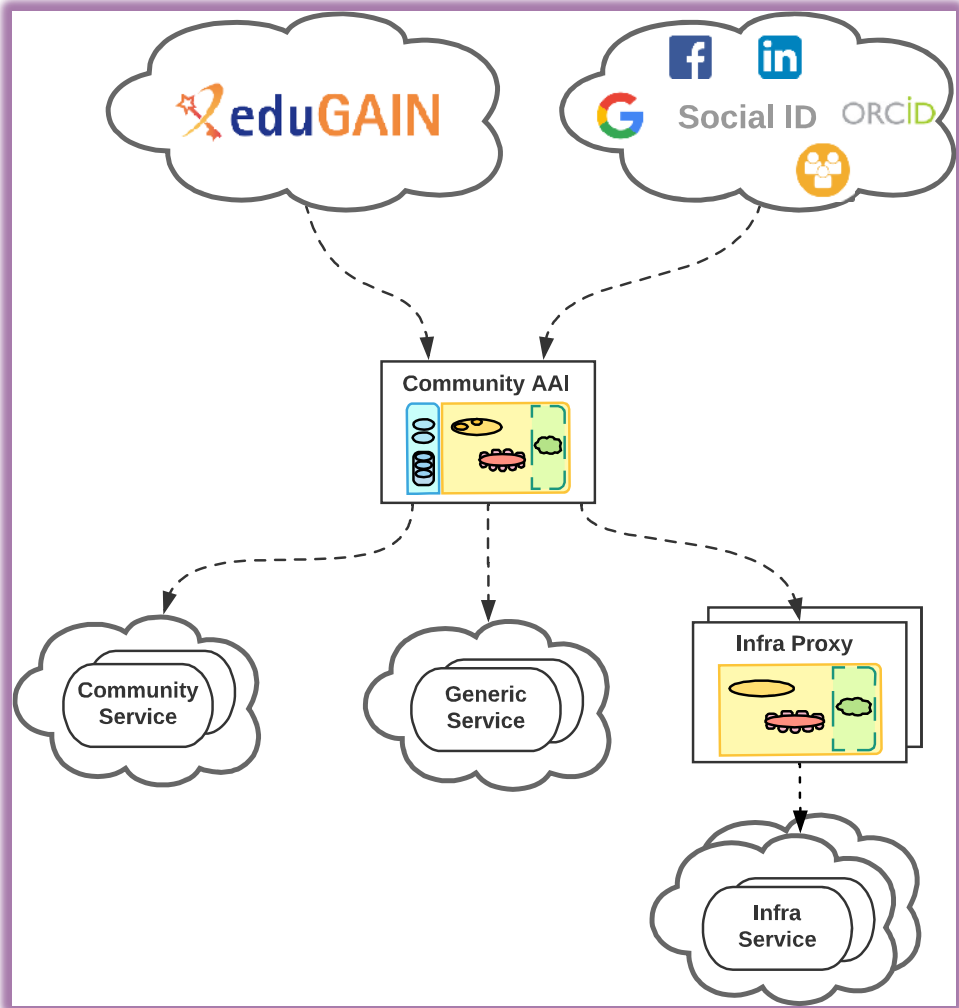 eduGAIN
f
in
G
Social ID
ORCiD
Community AAI
Community
Service
Generic
Service
Infra Proxy
Infra
Service